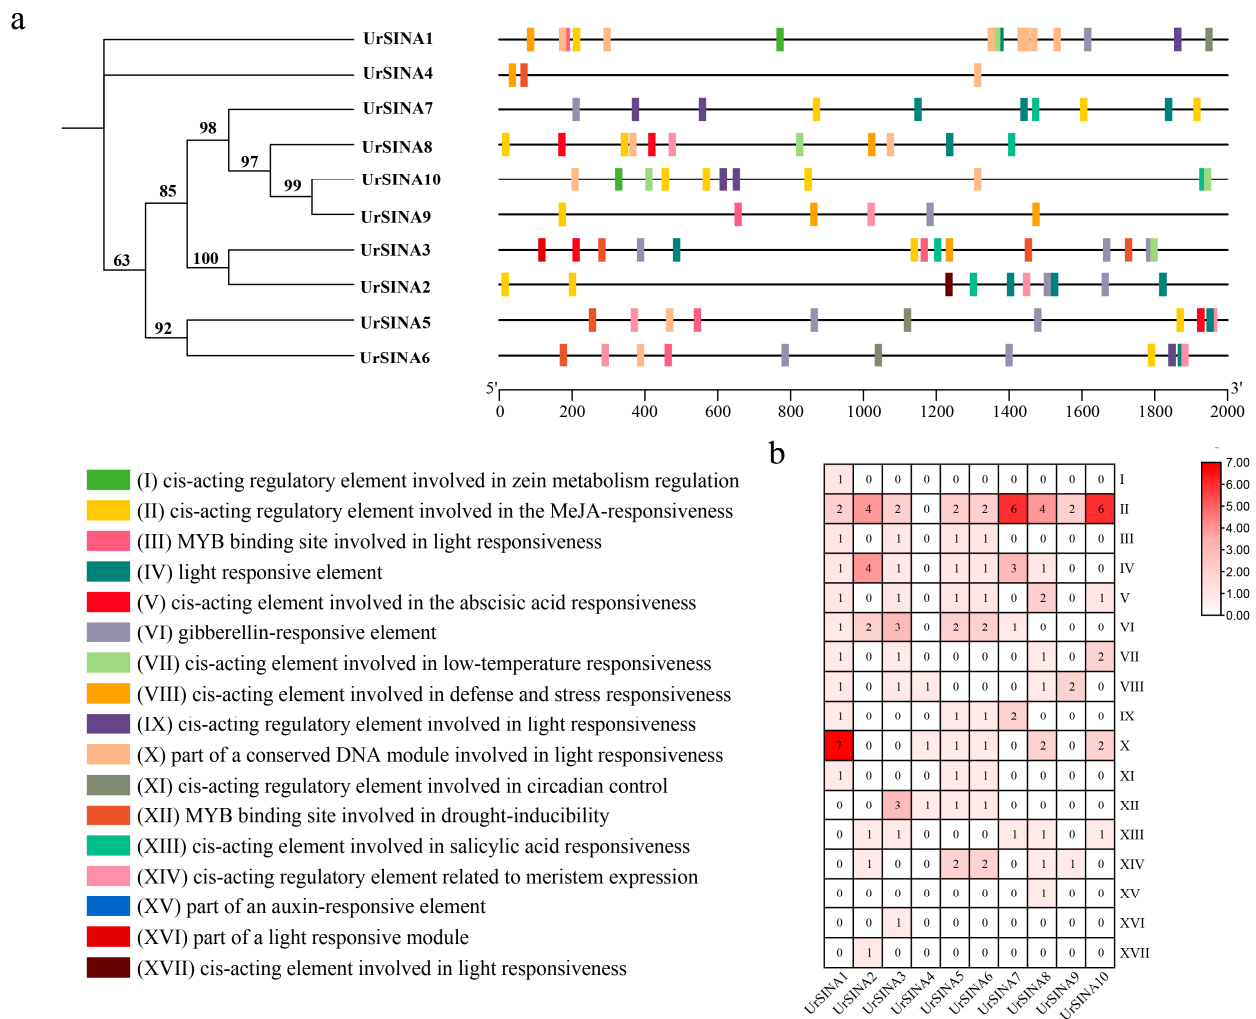 a
UrSINA1
UrSINA4
UrSINA7
98
UrSINA8
97
UrSINA10
99
85
UrSINA9
UrSINA3
63
100
UrSINA2
UrSINA5
92
UrSINA6
5' 3'
0 200 400 600 800 1000 1200 1400 1600 1800 2000
(I) cis-acting regulatory element involved in zein metabolism regulation
(II) cis-acting regulatory element involved in the MeJA-responsiveness
(III) MYB binding site involved in light responsiveness
(IV) light responsive element
(V) cis-acting element involved in the abscisic acid responsiveness
(VI) gibberellin-responsive element
(VII) cis-acting element involved in low-temperature responsiveness
(VIII) cis-acting element involved in defense and stress responsiveness
(IX) cis-acting regulatory element involved in light responsiveness
(X) part of a conserved DNA module involved in light responsiveness
(XI) cis-acting regulatory element involved in circadian control
(XII) MYB binding site involved in drought-inducibility
(XIII) cis-acting element involved in salicylic acid responsiveness
(XIV) cis-acting regulatory element related to meristem expression
(XV) part of an auxin-responsive element
(XVI) part of a light responsive module
(XVII) cis-acting element involved in light responsiveness
b
1 0 0 0 0 0 0 0 0 0 I
2 4 2 0 2 2 6 4 2 6 II
1 0 1 0 1 1 0 0 0 0 III
1 4 1 0 1 1 3 1 0 0 IV
1 0 1 0 1 1 0 2 0 1 V
1 2 3 0 2 2 1 0 0 0 VI
1 0 1 0 0 0 0 1 0 2 VII
1 0 1 1 0 0 0 1 2 0 VIII
1 0 0 0 1 1 2 0 0 0 IX
7 0 0 1 1 1 0 2 0 2 X
1 0 0 0 1 1 0 0 0 0 XI
0 0 3 1 1 1 0 0 0 0 XII
0 1 1 0 0 0 1 1 0 1 XIII
0 1 0 0 2 2 0 1 1 0 XIV
0 0 0 0 0 0 0 1 0 0 XV
0 0 1 0 0 0 0 0 0 0 XVI
0 1 0 0 0 0 0 0 0 0 XVII
UrSINA1 UrSINA2 UrSINA3 UrSINA4 UrSINA5 UrSINA6 UrSINA7 UrSINA8 UrSINA9 UrSINA10
7.00
6.00
5.00
4.00
3.00
2.00
1.00
0.00